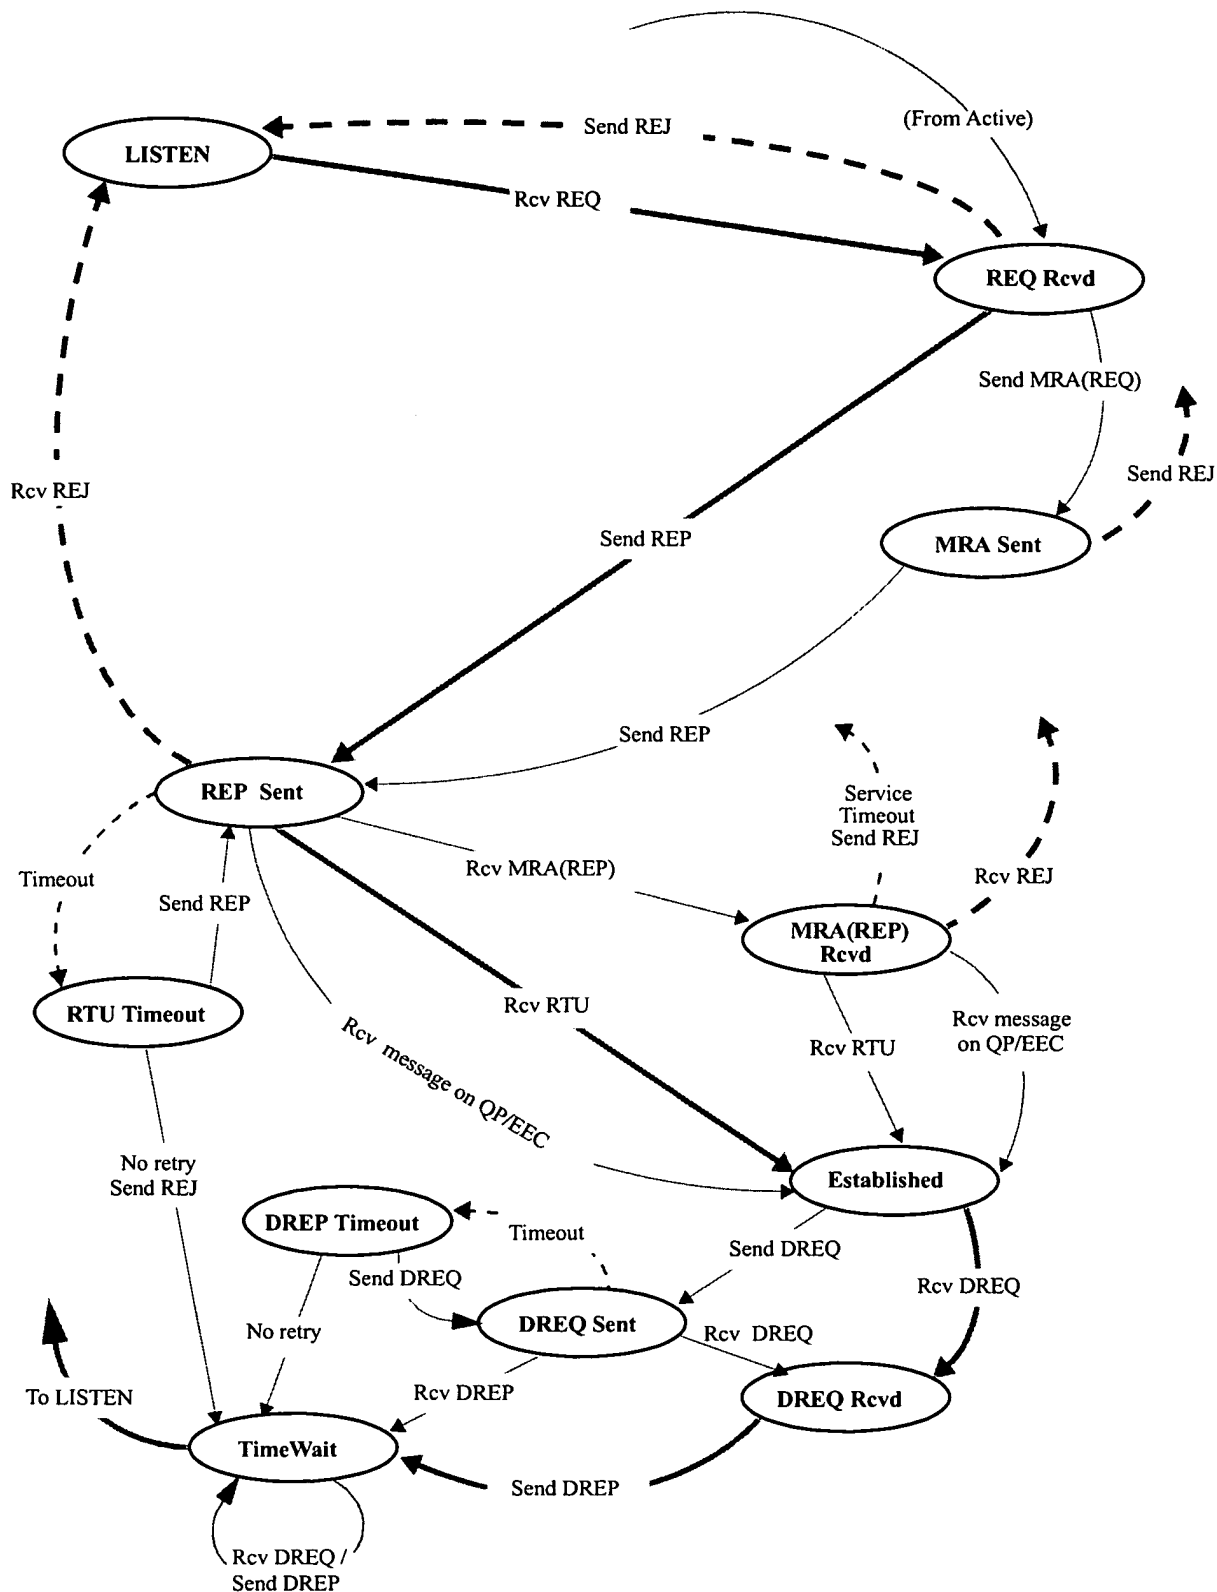 (From Active)
Send REJ
LISTEN
Rcv REQ
REQ Rcvd
Send MRA(REQ)
Send REJ
Rcv REJ
Send REP
MRA Sent
Send REP
REP Sent
Service
Timeout
Send REJ
Rcv MRA(REP)
Rcv REJ
Timeout
Send REP
MRA(REP)
Rcvd
RTU Timeout
Rcv RTU
Rcv message
on QP/EEC
Rcv RTU
Rcv message on QP/EEC
No retry
Send REJ
Established
DREP Timeout
Timeout
Send DREQ
Send DREQ
Rcv DREQ
DREQ Sent
No retry
Rcv DREQ
Rcv DREP
To LISTEN
DREQ Rcvd
TimeWait
Send DREP
Rcv DREQ /
Send DREP